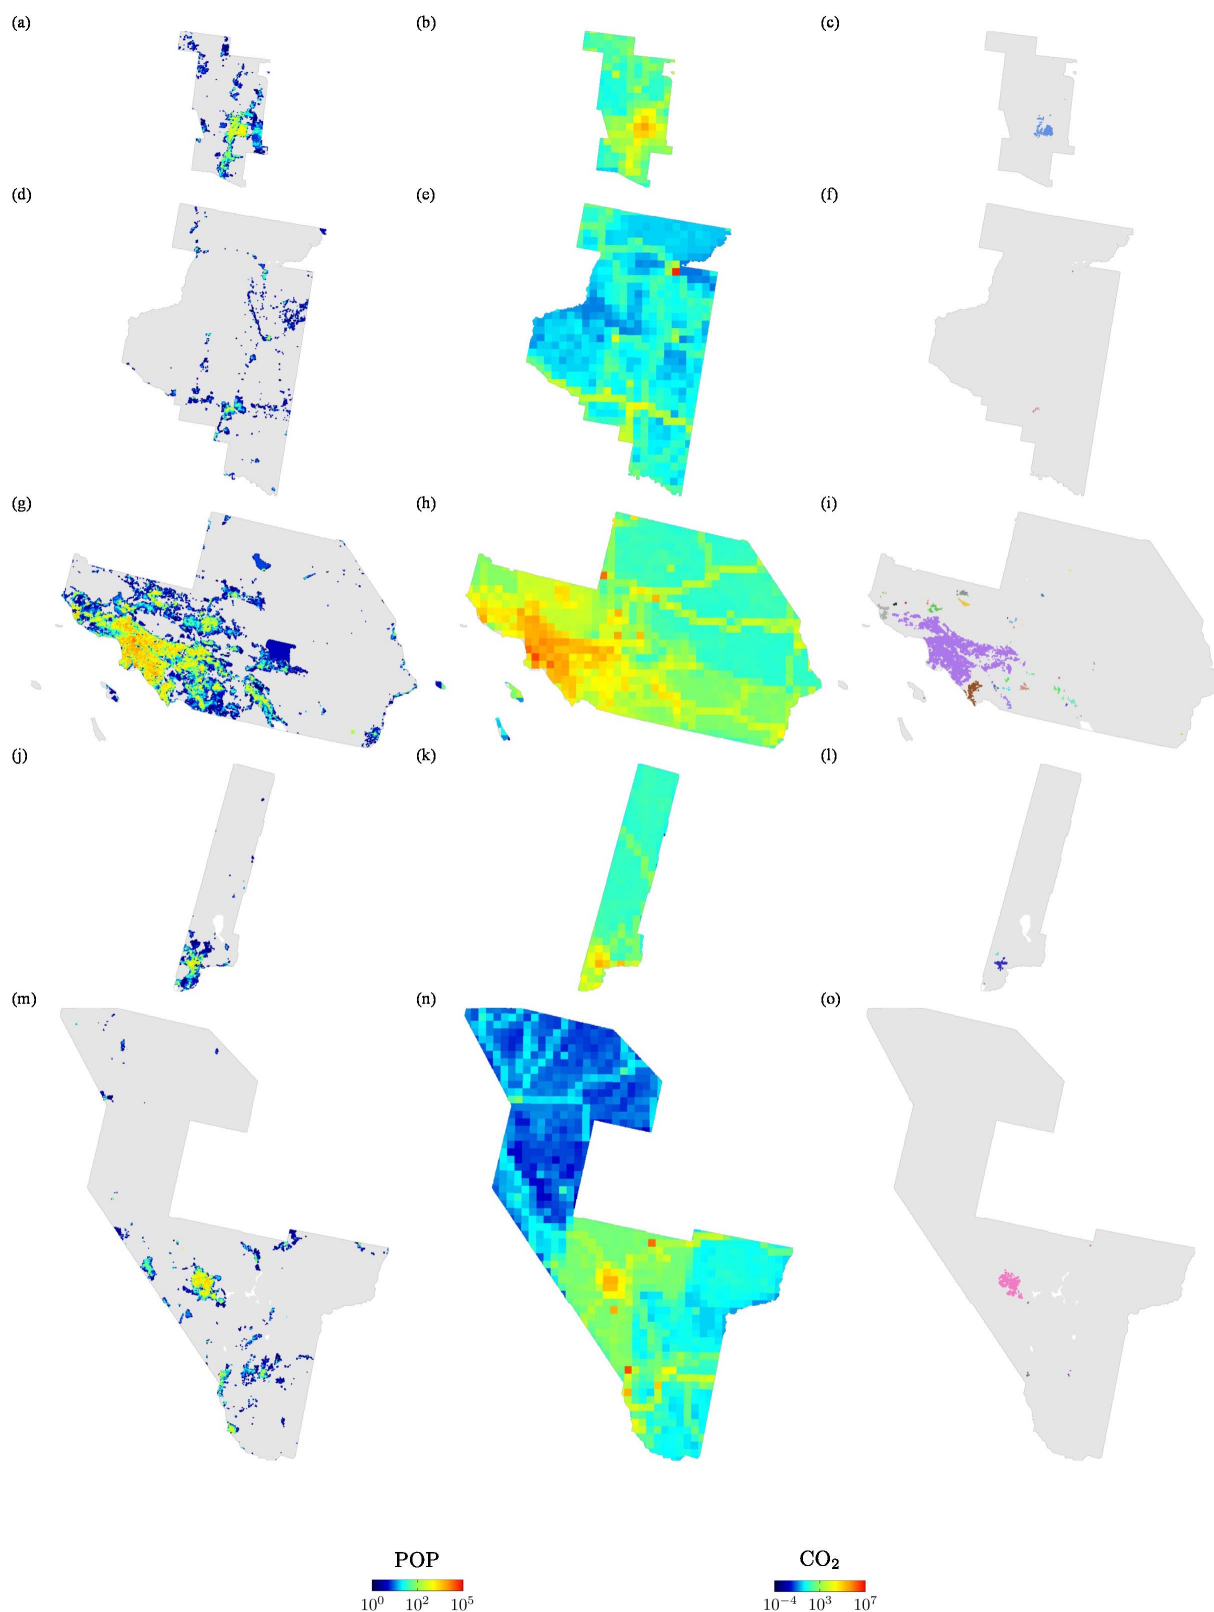 (a) (b) (c)
(d) (e) (f)
(g) (h) (i)
(j) (k) (l)
(m) (n) (o)
POP CO₂
10⁰ 10² 10⁵ 10⁻⁴ 10³ 10⁷